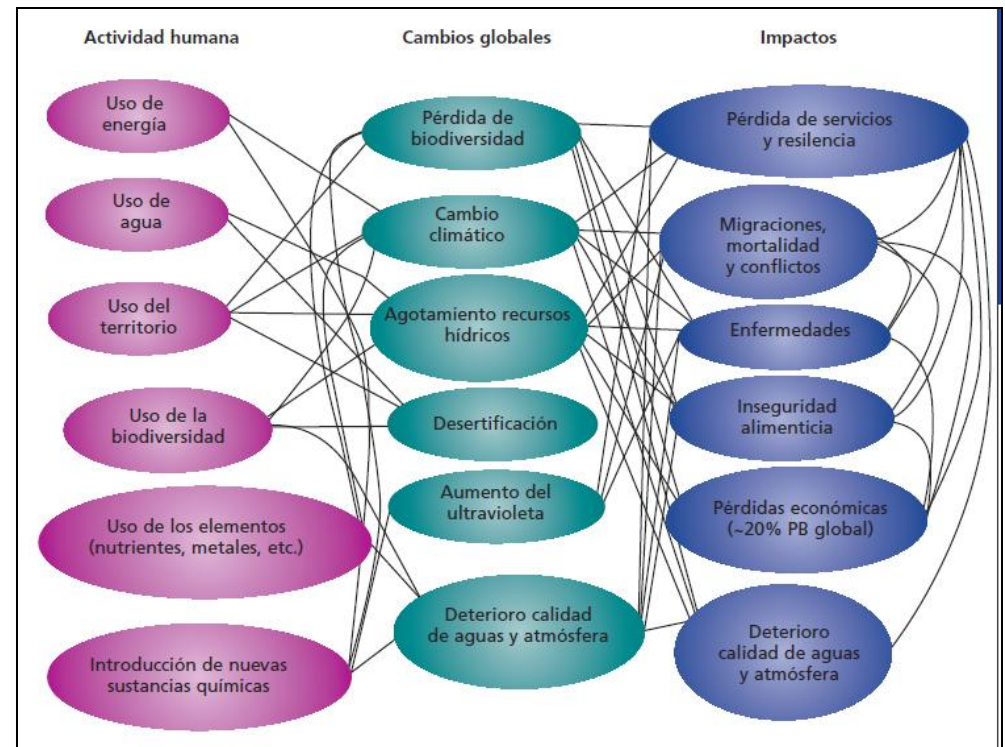 Actividad humana
Cambios globales
Impactos
Uso de
energía
Uso de
agua
Uso del
territorio
Uso de la
biodiversidad
Uso de los elementos
(nutrientes, metales, etc.)
Introducción de nuevas
sustancias químicas
Pérdida de
biodiversidad
Cambio
climático
Agotamiento recursos
hídricos
Desertificación
Aumento del
ultravioleta
Deterioro calidad
de aguas y atmósfera
Pérdida de servicios
y resilencia
Migraciones,
mortalidad
y conflictos
Enfermedades
Inseguridad
alimenticia
Pérdidas económicas
(~20% PB global)
Deterioro
calidad de aguas
y atmósfera